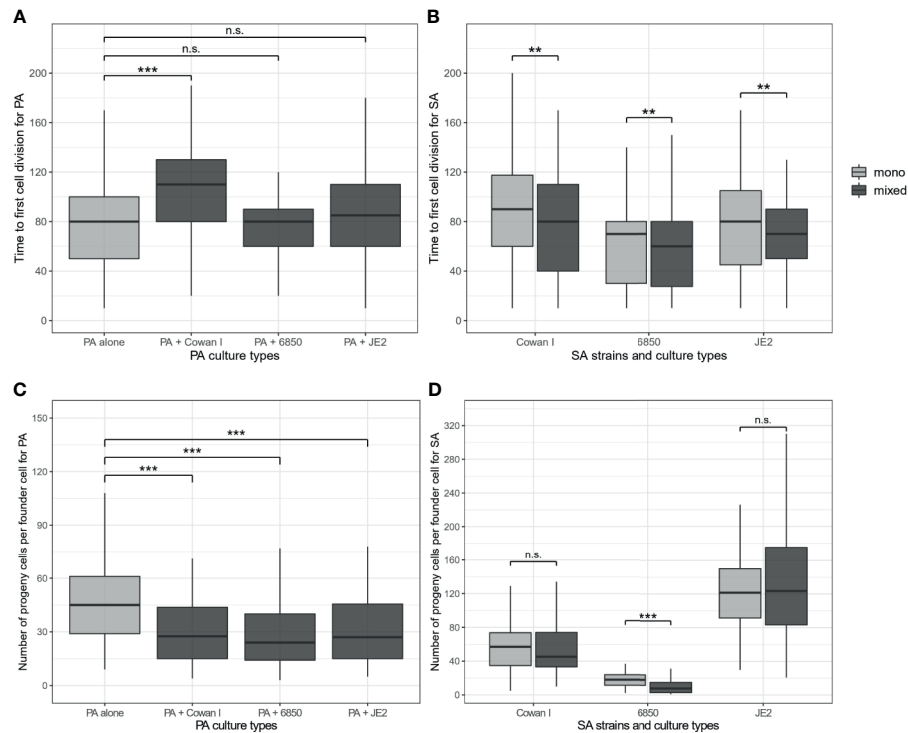 A
Time to first cell division for PA
200
160
120
80
40
0
n.s.
n.s.
***
PA alone
PA + Cowan I
PA + 6850
PA + JE2
PA culture types
B
Time to first cell division for SA
200
160
120
80
40
0
**
**
**
Cowan I
6850
JE2
SA strains and culture types
mono
mixed
C
Number of progeny cells per founder cell for PA
150
120
90
60
30
0
***
***
***
PA alone
PA + Cowan I
PA + 6850
PA + JE2
PA culture types
D
Number of progeny cells per founder cell for SA
320
280
240
200
160
120
80
40
0
n.s.
***
n.s.
Cowan I
6850
JE2
SA strains and culture types